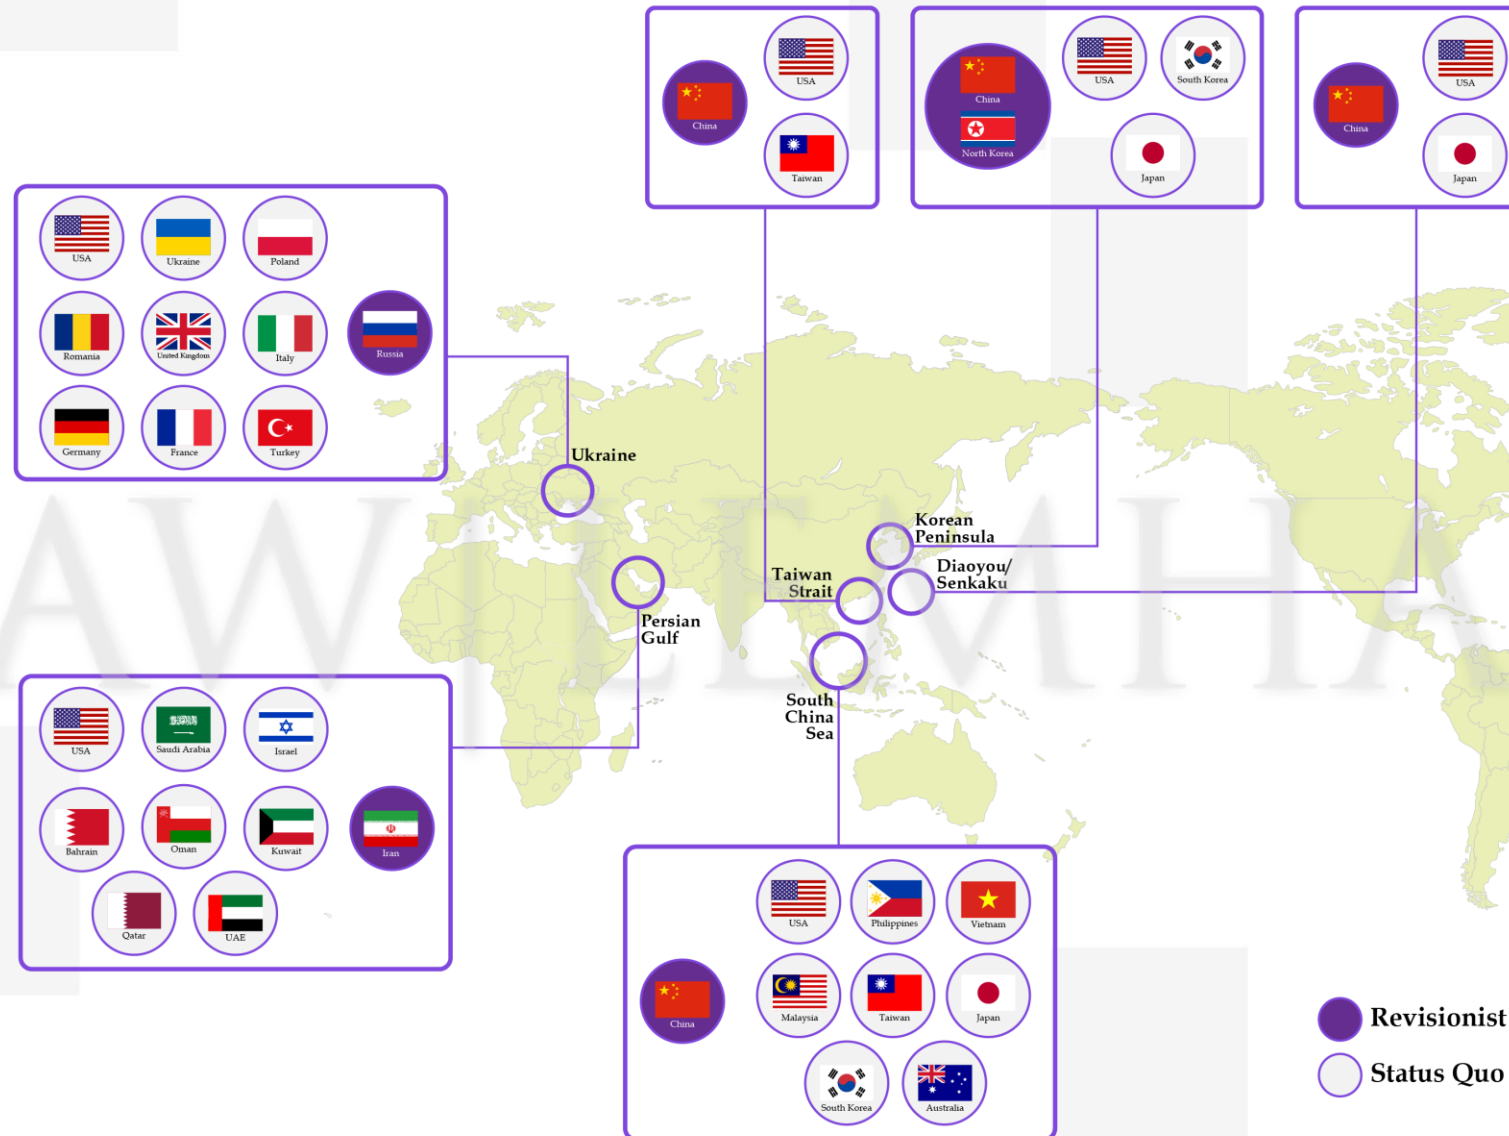 USA
China
Taiwan
USA
South Korea
China
North Korea
Japan
USA
China
Japan
USA
Ukraine
Poland
Romania
United Kingdom
Italy
Russia
Germany
France
Turkey
Ukraine
Korean
Peninsula
Diaoyou/
Senkaku
Taiwan
Strait
Persian
Gulf
South
China
Sea
USA
Saudi Arabia
Israel
Bahrain
Oman
Kuwait
Iran
Qatar
UAE
USA
Philippines
Vietnam
China
Malaysia
Taiwan
Japan
South Korea
Australia
Revisionist
Status Quo